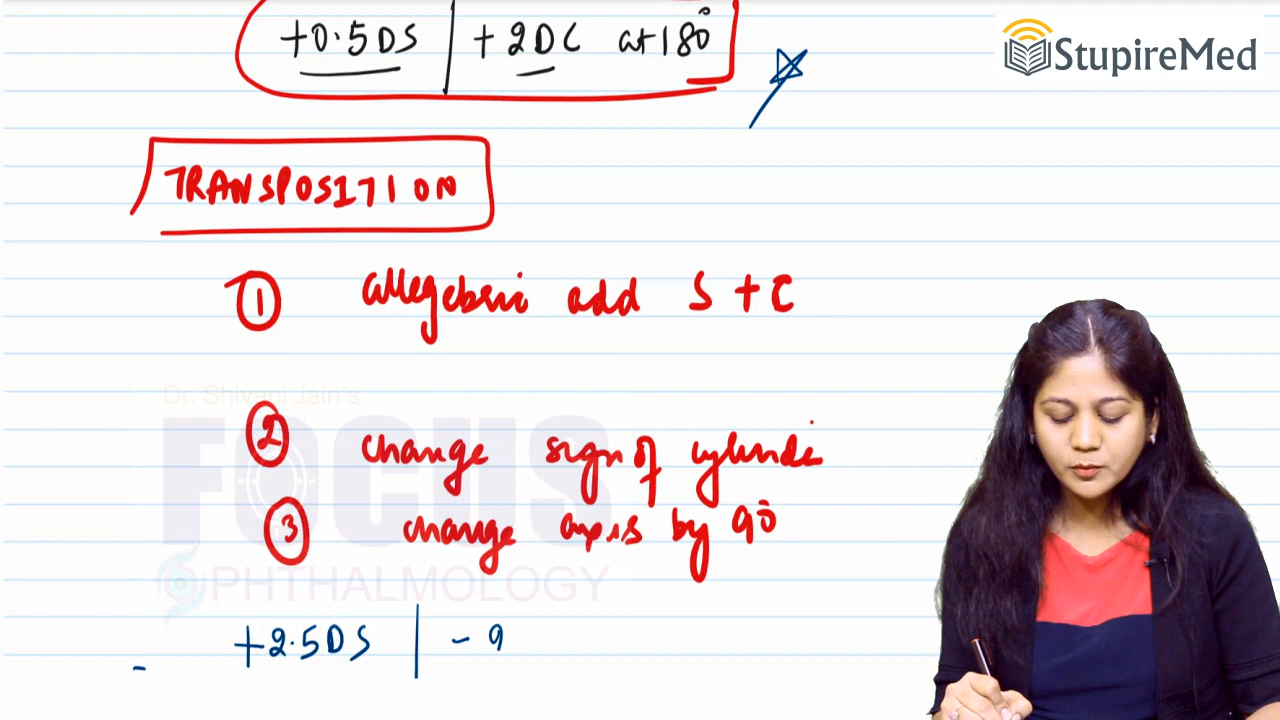 +0.5DS | +2DC at 180°
StupireMed
TRANSPOSITION
① allegebric add S + C
Dr. Shivani Jain's
FOCUS
② change sign of cylinde
③ change axis by 90°
OPHTHALMOLOGY
+2.5DS | - 2